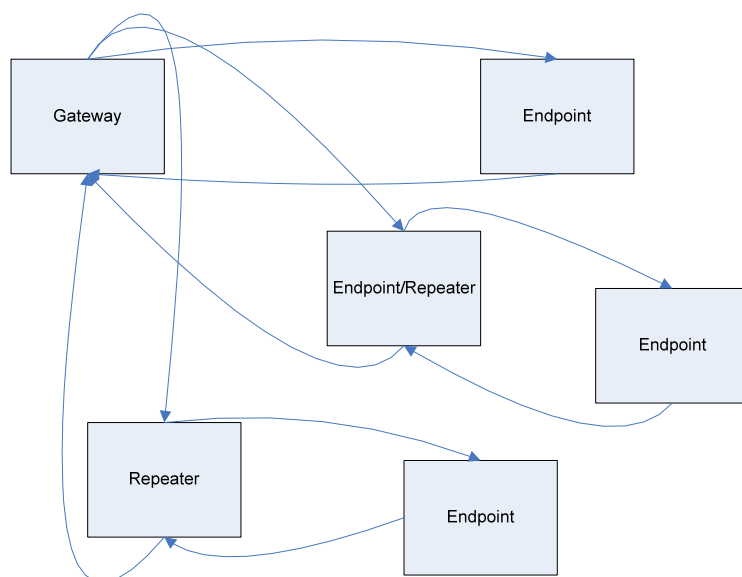 Gateway
Endpoint
Endpoint/Repeater
Endpoint
Repeater
Endpoint